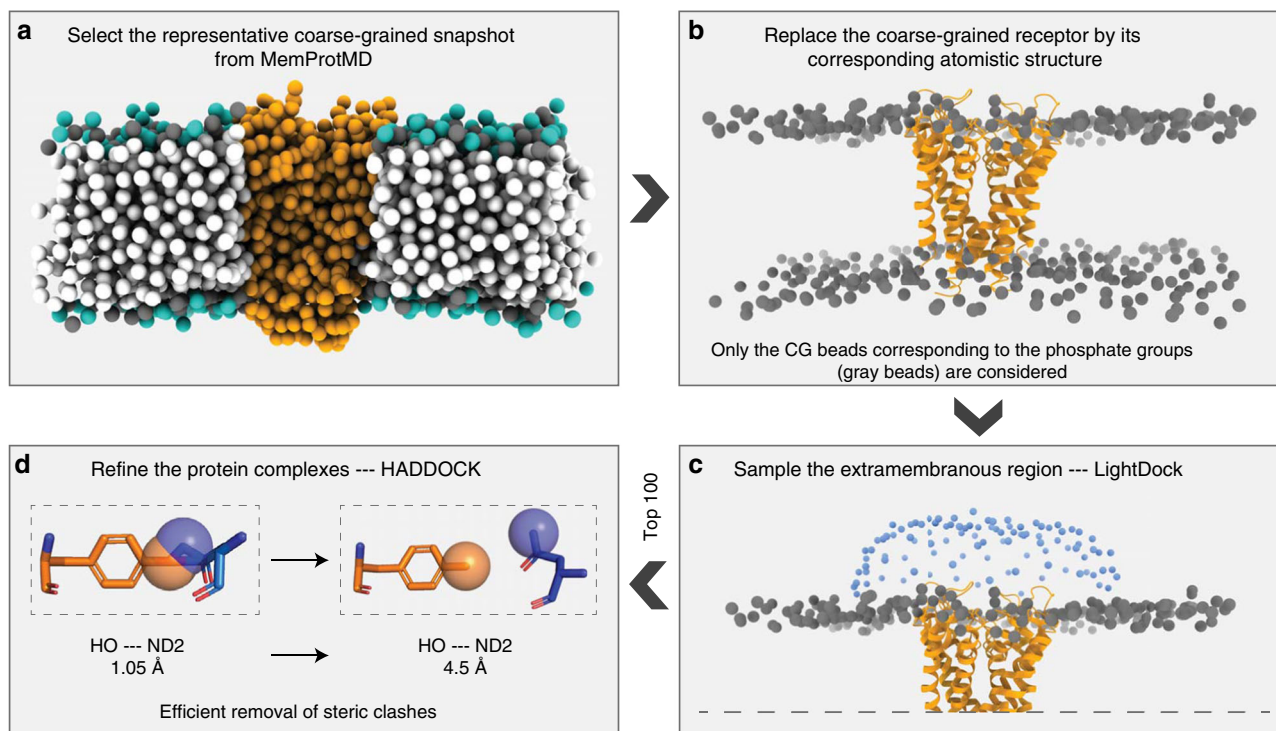 a
Select the representative coarse-grained snapshot
from MemProtMD
b
Replace the coarse-grained receptor by its
corresponding atomistic structure
Only the CG beads corresponding to the phosphate groups
(gray beads) are considered
c
Sample the extramembranous region --- LightDock
Top 100
d
Refine the protein complexes --- HADDOCK
HO --- ND2
1.05 Å
HO --- ND2
4.5 Å
Efficient removal of steric clashes